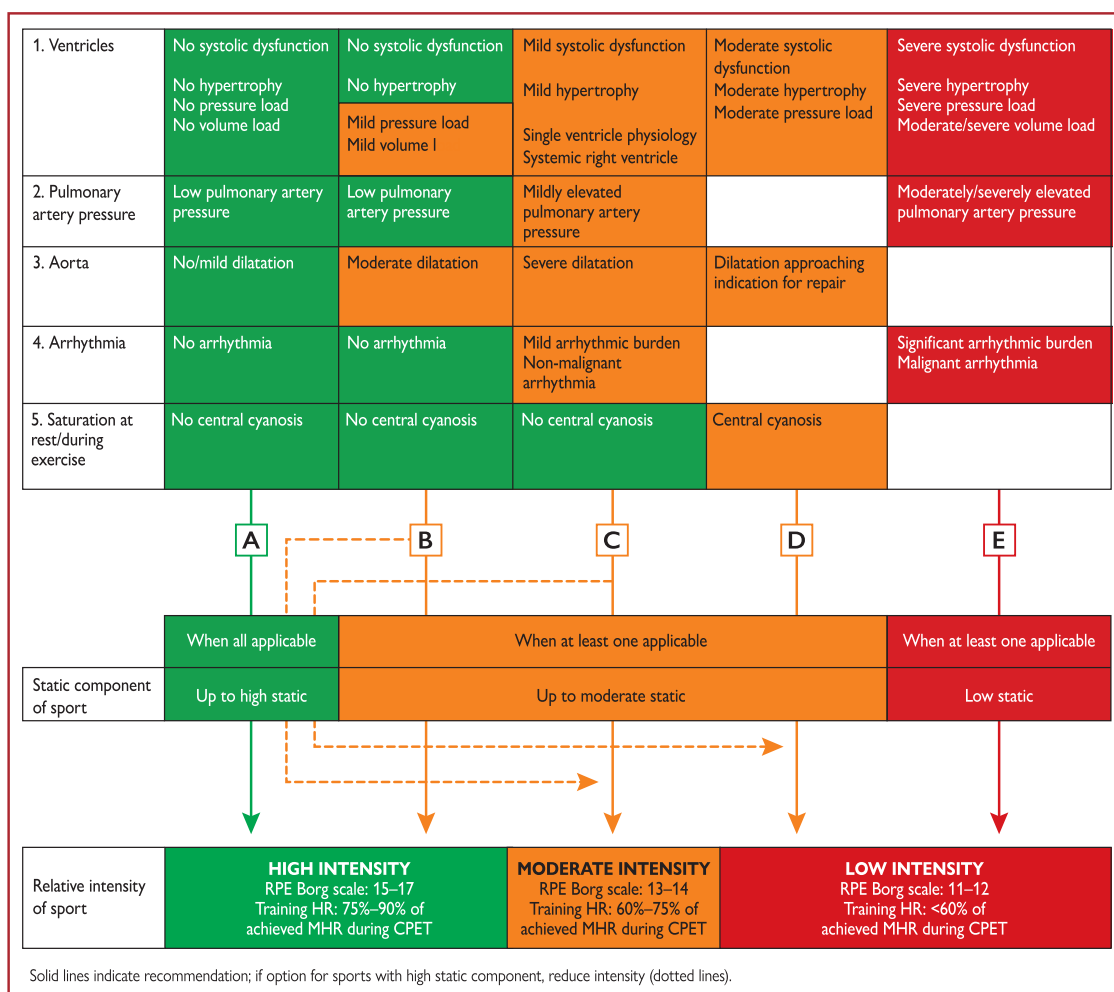 1. Ventricles
No systolic dysfunction
No hypertrophy
No pressure load
No volume load
No systolic dysfunction
No hypertrophy
Mild pressure load
Mild volume l
Mild systolic dysfunction
Mild hypertrophy
Single ventricle physiology
Systemic right ventricle
Moderate systolic
dysfunction
Moderate hypertrophy
Moderate pressure load
Severe systolic dysfunction
Severe hypertrophy
Severe pressure load
Moderate/severe volume load
2. Pulmonary
artery pressure
Low pulmonary artery
pressure
Low pulmonary
artery pressure
Mildly elevated
pulmonary artery
pressure
Moderately/severely elevated
pulmonary artery pressure
3. Aorta
No/mild dilatation
Moderate dilatation
Severe dilatation
Dilatation approaching
indication for repair
4. Arrhythmia
No arrhythmia
No arrhythmia
Mild arrhythmic burden
Non-malignant
arrhythmia
Significant arrhythmic burden
Malignant arrhythmia
5. Saturation at
rest/during
exercise
No central cyanosis
No central cyanosis
No central cyanosis
Central cyanosis
A
B
C
D
E
When all applicable
When at least one applicable
When at least one applicable
Static component
of sport
Up to high static
Up to moderate static
Low static
Relative intensity
of sport
HIGH INTENSITY
RPE Borg scale: 15–17
Training HR: 75%–90% of
achieved MHR during CPET
MODERATE INTENSITY
RPE Borg scale: 13–14
Training HR: 60%–75% of
achieved MHR during CPET
LOW INTENSITY
RPE Borg scale: 11–12
Training HR: <60% of
achieved MHR during CPET
Solid lines indicate recommendation; if option for sports with high static component, reduce intensity (dotted lines).